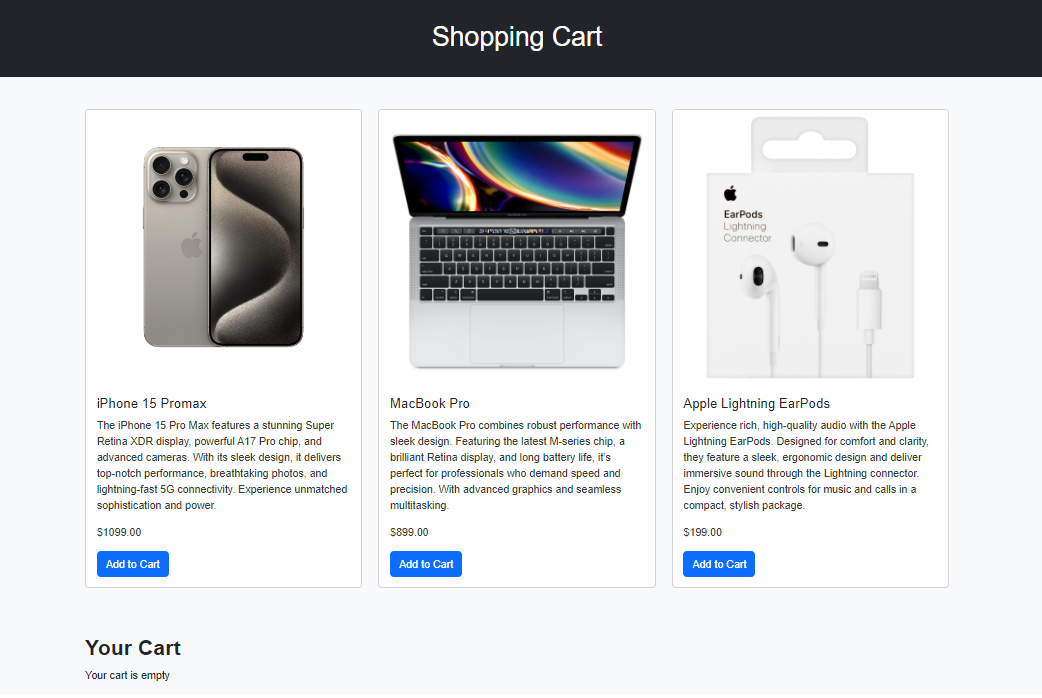 Shopping Cart
EarPods
Lightning
Connector
iPhone 15 Promax
The iPhone 15 Pro Max features a stunning Super
Retina XDR display, powerful A17 Pro chip, and
advanced cameras. With its sleek design, it delivers
top-notch performance, breathtaking photos, and
lightning-fast 5G connectivity. Experience unmatched
sophistication and power.
$1099.00
Add to Cart
MacBook Pro
The MacBook Pro combines robust performance with
sleek design. Featuring the latest M-series chip, a
brilliant Retina display, and long battery life, it's
perfect for professionals who demand speed and
precision. With advanced graphics and seamless
multitasking.
$899.00
Add to Cart
Apple Lightning EarPods
Experience rich, high-quality audio with the Apple
Lightning EarPods. Designed for comfort and clarity,
they feature a sleek, ergonomic design and deliver
immersive sound through the Lightning connector.
Enjoy convenient controls for music and calls in a
compact, stylish package.
$199.00
Add to Cart
Your Cart
Your cart is empty